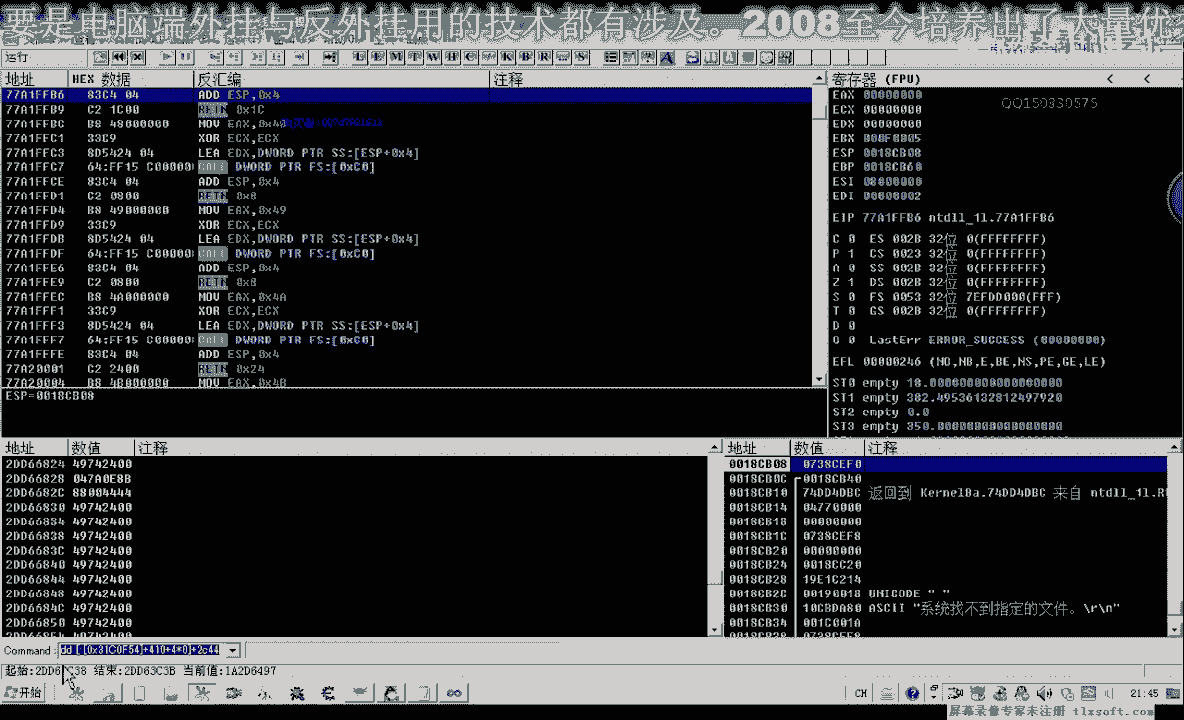 要是电脑端外挂与反外挂用的技术都有涉及。2008至今培养出了大量优
运行
地址 HEX 数据 反汇编 注释
77A1FFB6 83C4 04 ADD ESP,0x4
77A1FFB9 C2 1C00 RETN 0x1C
77A1FFBC B8 48000000 MOV EAX,0x48
77A1FFC1 33C9 XOR ECX,ECX
77A1FFC3 8D5424 04 LEA EDX,DWORD PTR SS:[ESP+0x4]
77A1FFC7 64:FF15 C00000 CALL DWORD PTR FS:[0xC0]
77A1FFCE 83C4 04 ADD ESP,0x4
77A1FFD1 C2 0800 RETN 0x8
77A1FFD4 B8 49000000 MOV EAX,0x49
77A1FFD9 33C9 XOR ECX,ECX
77A1FFDB 8D5424 04 LEA EDX,DWORD PTR SS:[ESP+0x4]
77A1FFDF 64:FF15 C00000 CALL DWORD PTR FS:[0xC0]
77A1FFE6 83C4 04 ADD ESP,0x4
77A1FFE9 C2 0800 RETN 0x8
77A1FFEC B8 4A000000 MOV EAX,0x4A
77A1FFF1 33C9 XOR ECX,ECX
77A1FFF3 8D5424 04 LEA EDX,DWORD PTR SS:[ESP+0x4]
77A1FFF7 64:FF15 C00000 CALL DWORD PTR FS:[0xC0]
77A1FFFE 83C4 04 ADD ESP,0x4
77A20001 C2 2400 RETN 0x24
77A20004 B8 4B000000 MOV EAX,0x4B
ESP=0018CB08
寄存器 (FPU) < <
QQ150330575
EAX 00000000
ECX 00000000
EDX 00000000
EBX 008F0805
ESP 0018CB08
EBP 0018CB60
ESI 00000000
EDI 00000002
EIP 77A1FFB6 ntdll_1l.77A1FFB6
C 0 ES 002B 32位 0(FFFFFFFF)
P 1 CS 0023 32位 0(FFFFFFFF)
A 0 SS 002B 32位 0(FFFFFFFF)
Z 1 DS 002B 32位 0(FFFFFFFF)
S 0 FS 0053 32位 7EFDD000(FFF)
T 0 GS 002B 32位 0(FFFFFFFF)
D 0
O 0 LastErr ERROR_SUCCESS (00000000)
EFL 00000246 (NO,NB,E,BE,NS,PE,GE,LE)
ST0 empty 10.000000000000000000
ST1 empty 382.49536132812497920
ST2 empty 0.0
ST3 empty 350.00000000000000000
地址 数值 注释
2DD66824 49742400
2DD66828 047A0E8B
2DD6682C 88004444
2DD66830 49742400
2DD66834 49742400
2DD66838 49742400
2DD6683C 49742400
2DD66840 49742400
2DD66844 49742400
2DD66848 49742400
2DD6684C 49742400
2DD66850 49742400
地址 数值 注释
0018CB08 0738CEF0
0018CB0C 0018CB40
0018CB10 74DD4DBC 返回到 KernelBa.74DD4DBC 来自 ntdll_1l.R
0018CB14 04770000
0018CB18 00000000
0018CB1C 0738CEF8
0018CB20 00000000
0018CB24 0018CC20
0018CB28 19E1C214
0018CB2C 00190018 UNICODE " "
0018CB30 10CBDA80 ASCII "系统找不到指定的文件。\r\n"
0018CB34 001C001A
Command: dd [[0x31C0F54]+410+4*0]+2c44
起始:2DD63C38 结束:2DD63C3B 当前值:1A2D6497
开始 CH 21:45
屏幕录像专家未注册 tlxsoft.com